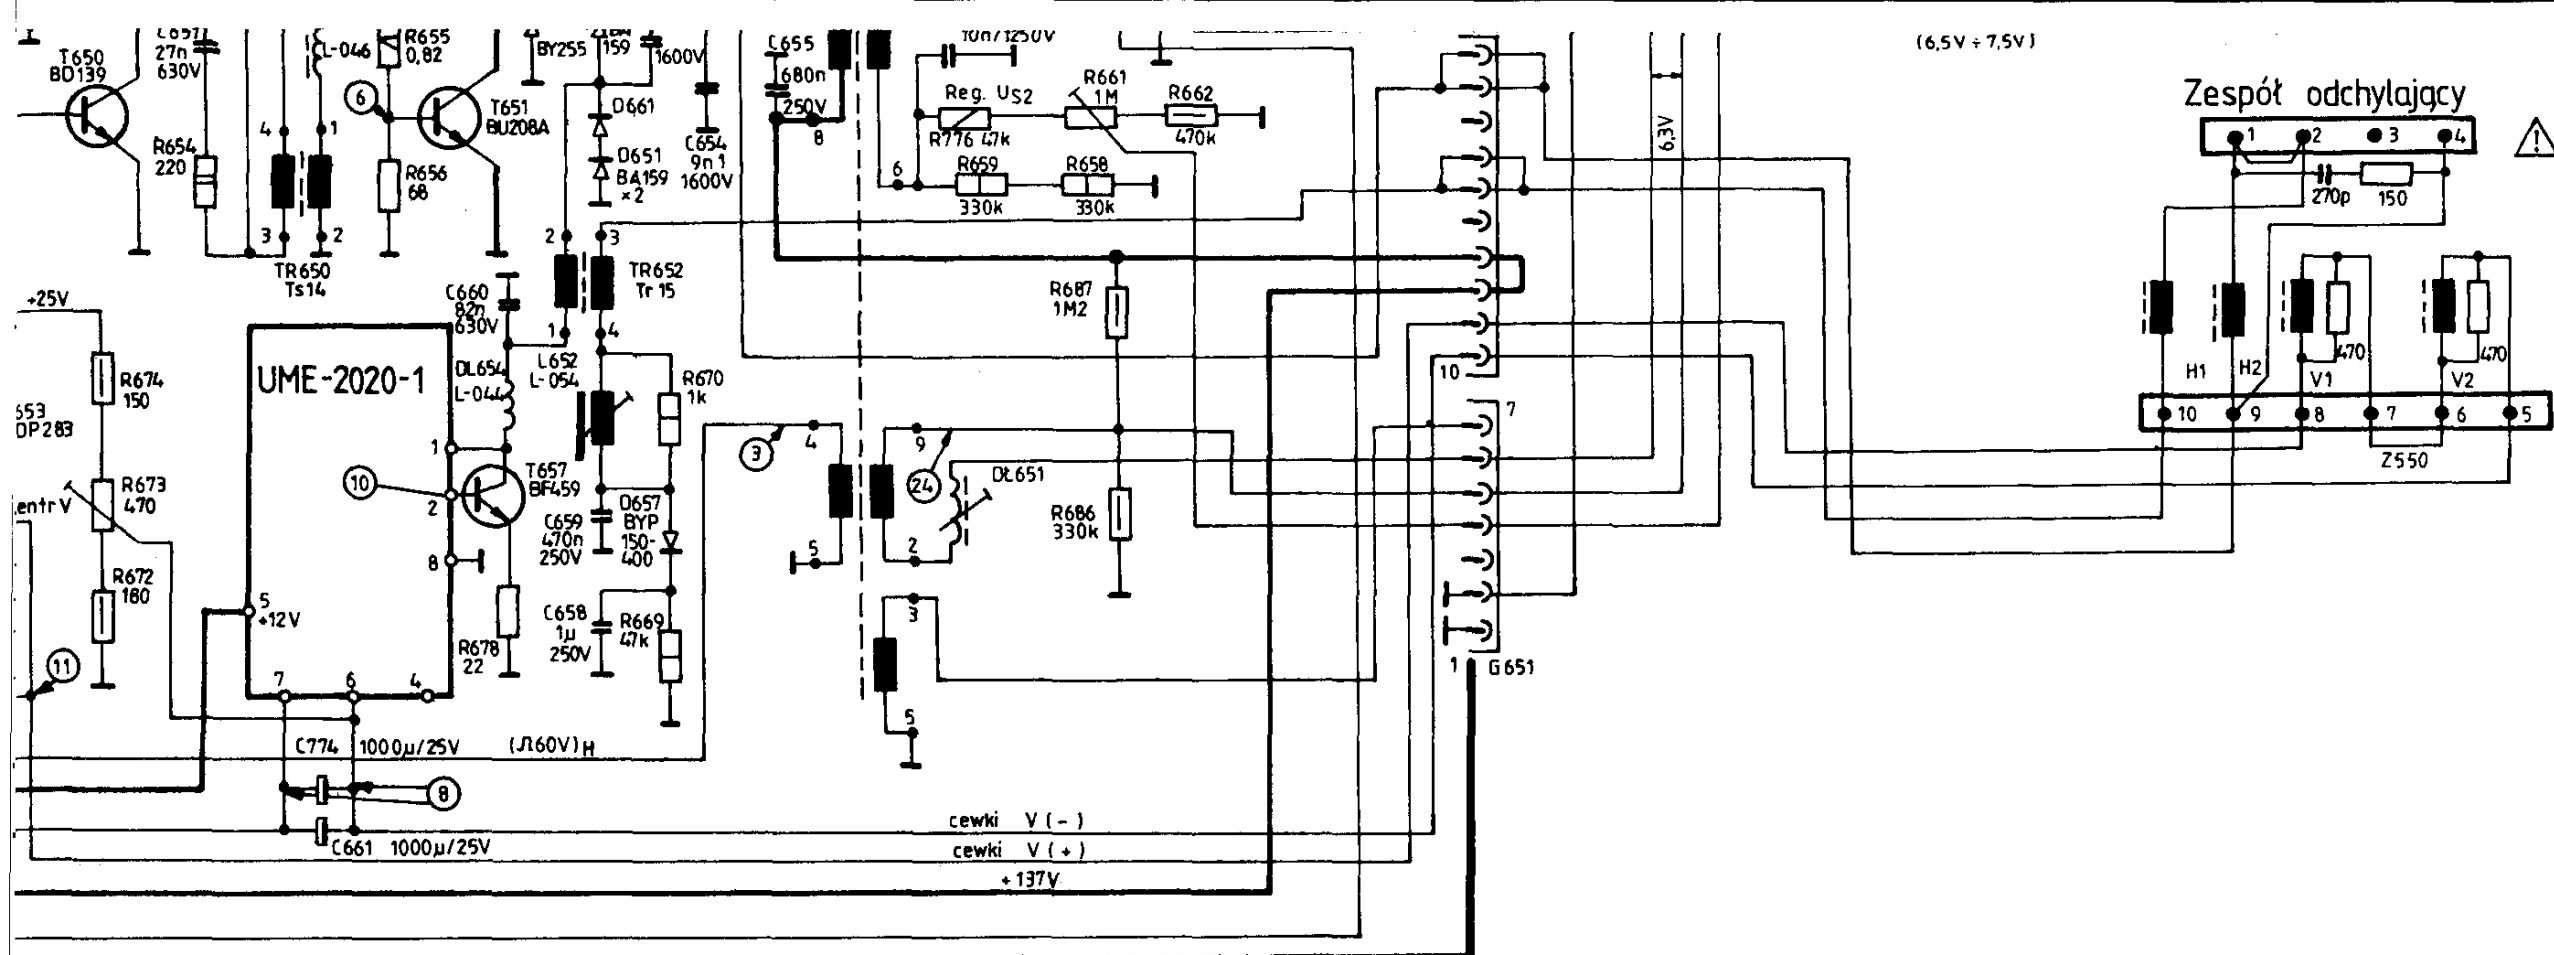 T650
BD139
27n
630V
L-046
R655
0,82
BY255
159
1600V
C655
680n
250V
8
10n/1250V
(6,5V ÷ 7,5V)
Zespół odchylający
1 2 3 4
270p 150
6
T651
BU208A
D661
D651
BA159
×2
C654
9n1
1600V
Reg. US2
R776 47k
R661
1M
R662
470k
R659
330k
R658
330k
6
6,3V
R654
220
4 1
3 2
TR650
Ts14
R656
68
2 3
TR652
Tr 15
1 4
C660
82n
630V
R687
1M2
+25V
R674
150
653
R673
470
entr V
R672
180
11
UME-2020-1
1
2
8
5
+12V
7 6 4
DL654
L-044
L652
L-054
R670
1k
10
T657
BF459
C659
470n
250V
D657
BYP
150-
400
R678
22
C658
1µ
250V
R669
47k
3
4
5
9
24
DŁ651
2
3
5
R686
330k
10
7
1 G651
H1 H2 V1 V2
470 470
10 9 8 7 6 5
Z550
C774 1000µ/25V
(⎍60V)H
8
C661 1000µ/25V
cewki V (-)
cewki V (+)
+137V